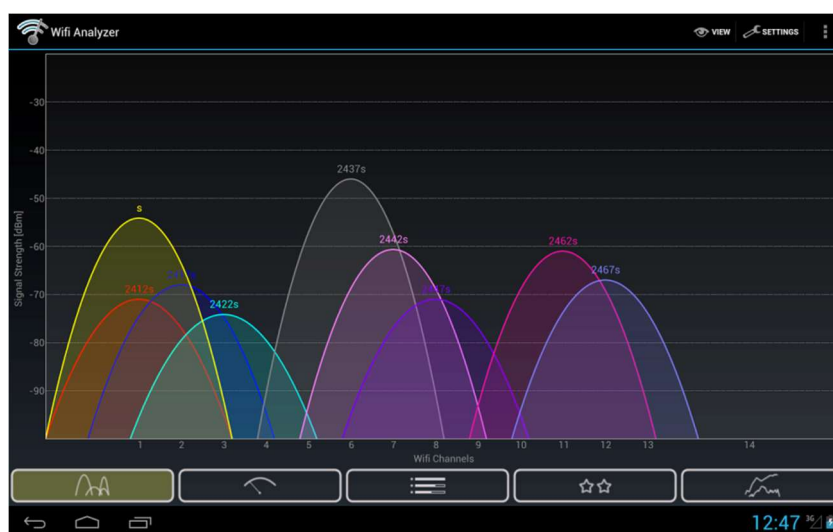 Wifi Analyzer
VIEW
SETTINGS
-30
-40
-50
-60
-70
-80
-90
Signal Strength [dBm]
2437s
s
2442s
2462s
2467s
2412s
2422s
1 2 3 4 5 6 7 8 9 10 11 12 13 14
Wifi Channels
12:47
3G